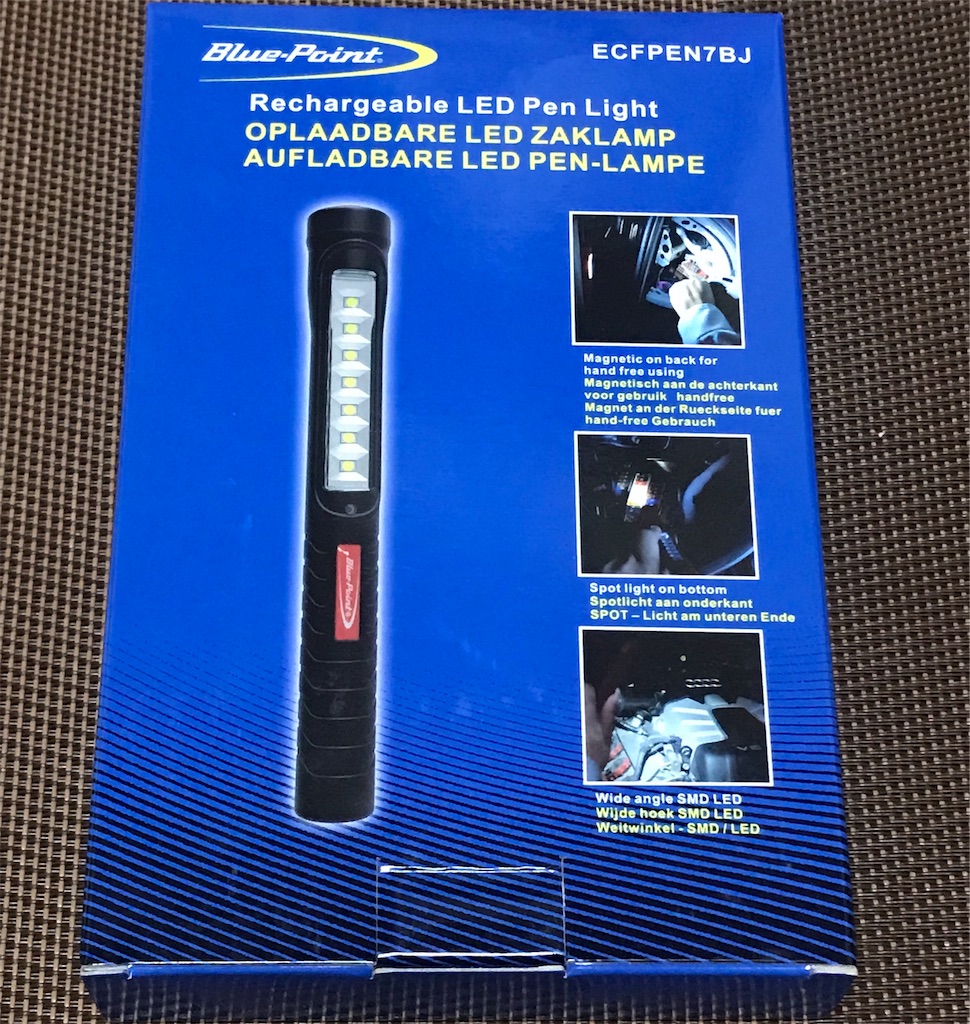 Blue-Point®
ECFPEN7BJ
Rechargeable LED Pen Light
OPLAADBARE LED ZAKLAMP
AUFLADBARE LED PEN-LAMPE
Magnetic on back for
hand free using
Magnetisch aan de achterkant
voor gebruik handfree
Magnet an der Rueckseite fuer
hand-free Gebrauch
Blue-Point®
Spot light on bottom
Spotlicht aan onderkant
SPOT – Licht am unteren Ende
Wide angle SMD LED
Wijde hoek SMD LED
Weitwinkel - SMD / LED